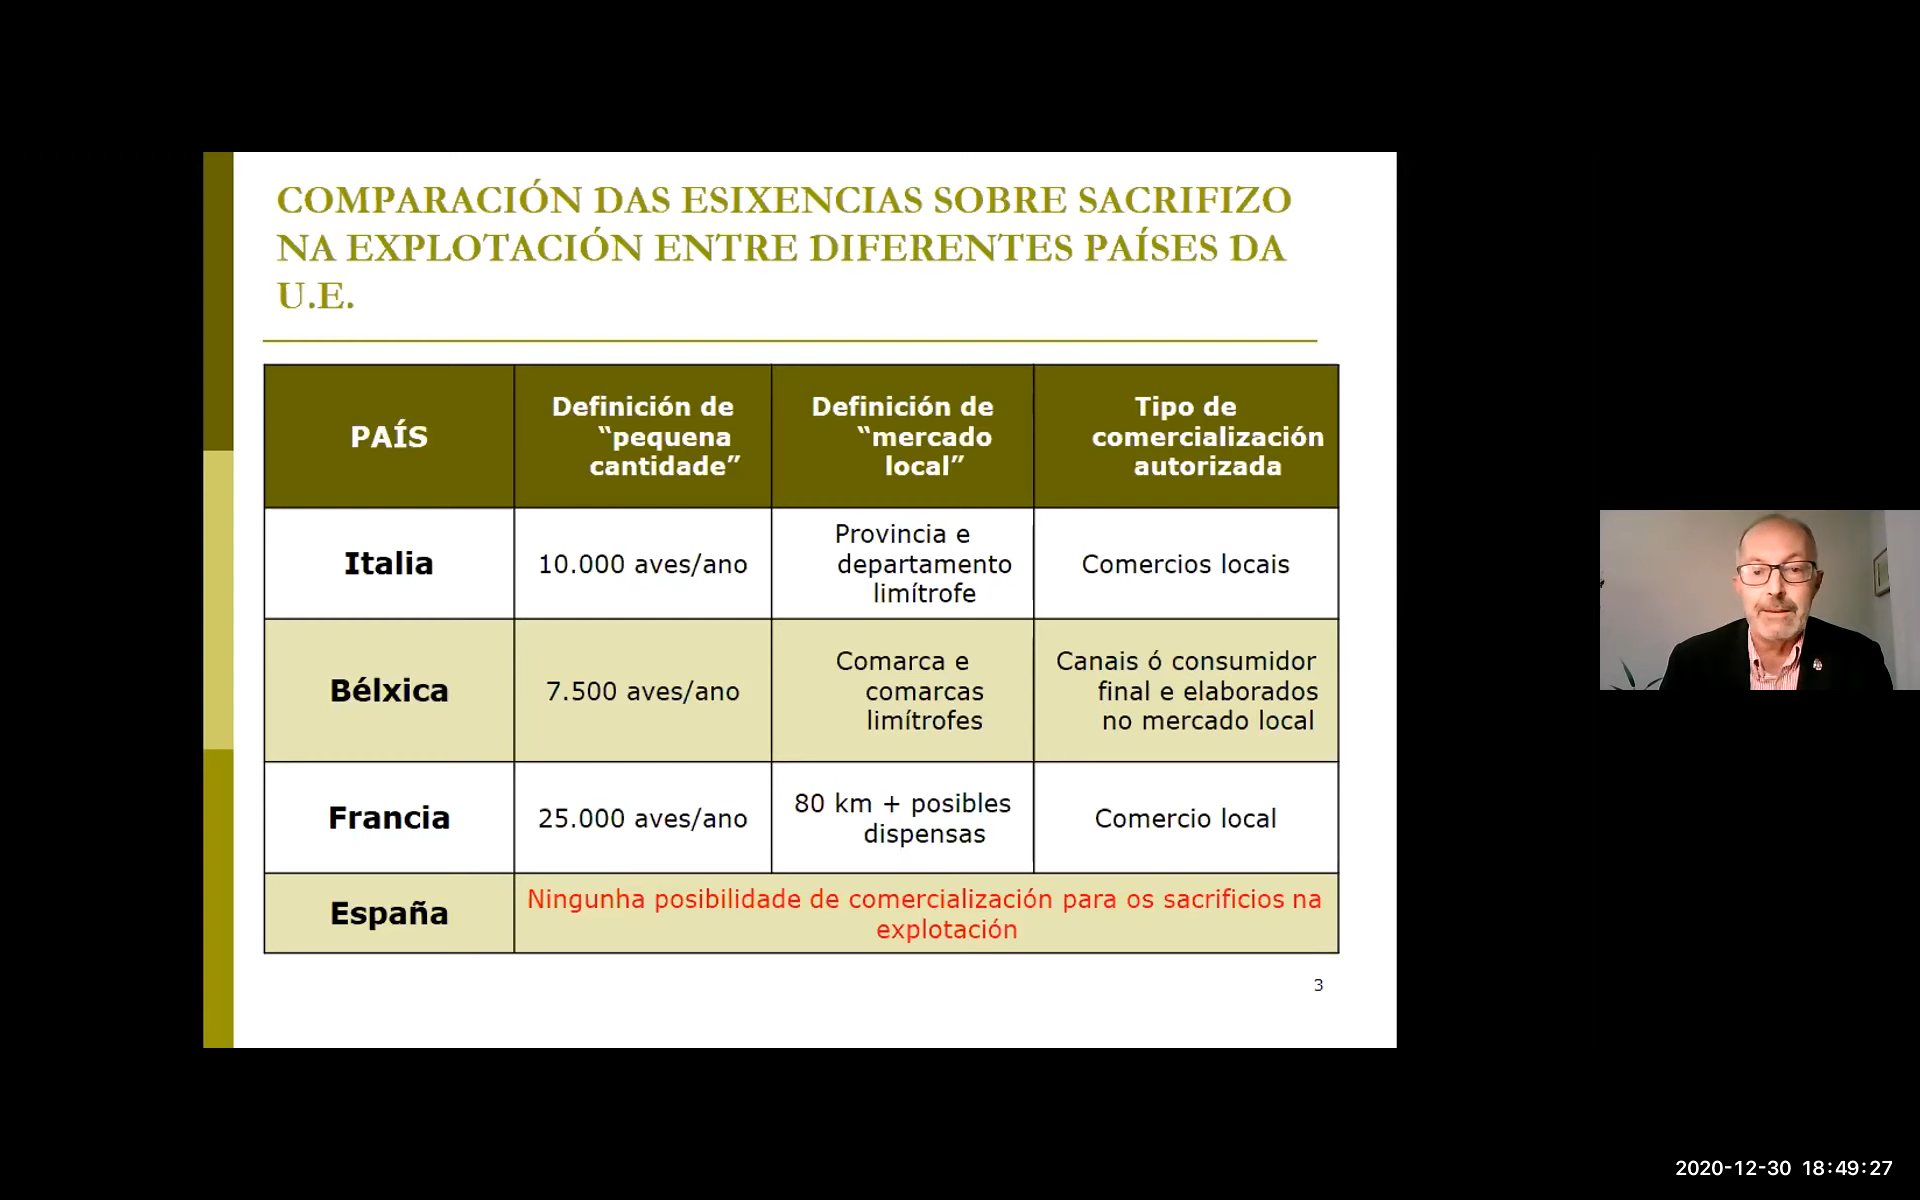 COMPARACIÓN DAS ESIXENCIAS SOBRE SACRIFIZO
NA EXPLOTACIÓN ENTRE DIFERENTES PAÍSES DA
U.E.
PAÍS
Definición de
“pequena
cantidade”
Definición de
“mercado
local”
Tipo de
comercialización
autorizada
Italia
10.000 aves/ano
Provincia e
departamento
limítrofe
Comercios locais
Bélxica
7.500 aves/ano
Comarca e
comarcas
limítrofes
Canais ó consumidor
final e elaborados
no mercado local
Francia
25.000 aves/ano
80 km + posibles
dispensas
Comercio local
España
Ningunha posibilidade de comercialización para os sacrificios na
explotación
3
2020-12-30 18:49:27